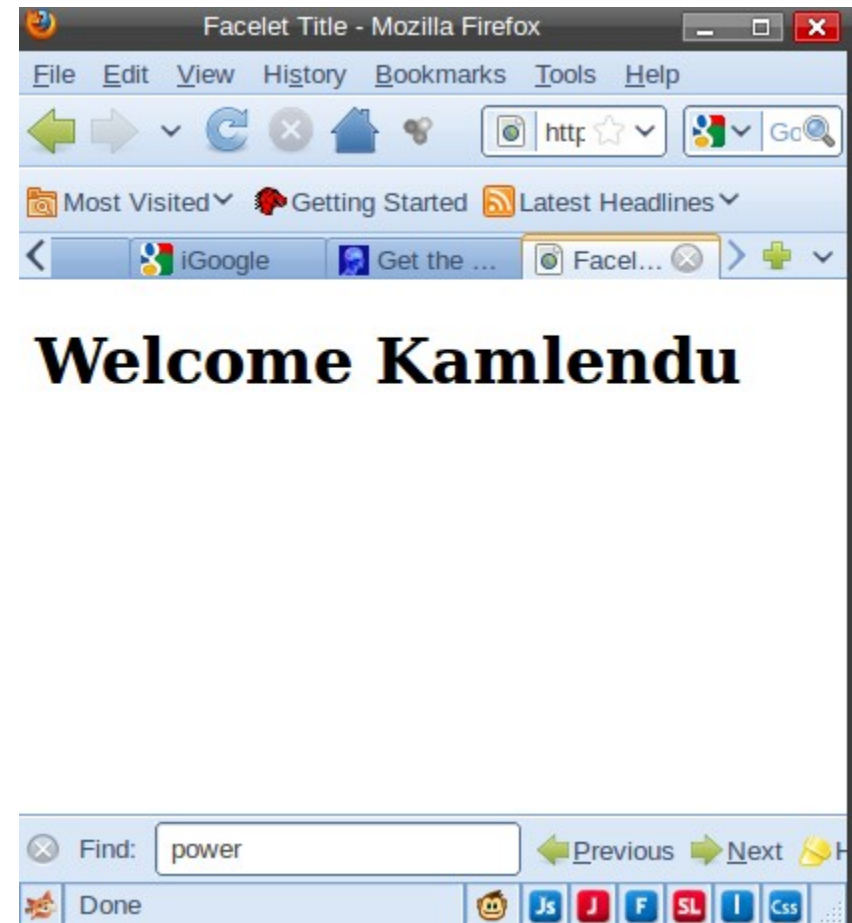 Facelet Title - Mozilla Firefox
File Edit View History Bookmarks Tools Help
http
Most Visited Getting Started Latest Headlines
iGoogle Get the ... Facel...
Welcome Kamlendu
Find: power Previous Next
Done Js J F SL I Css